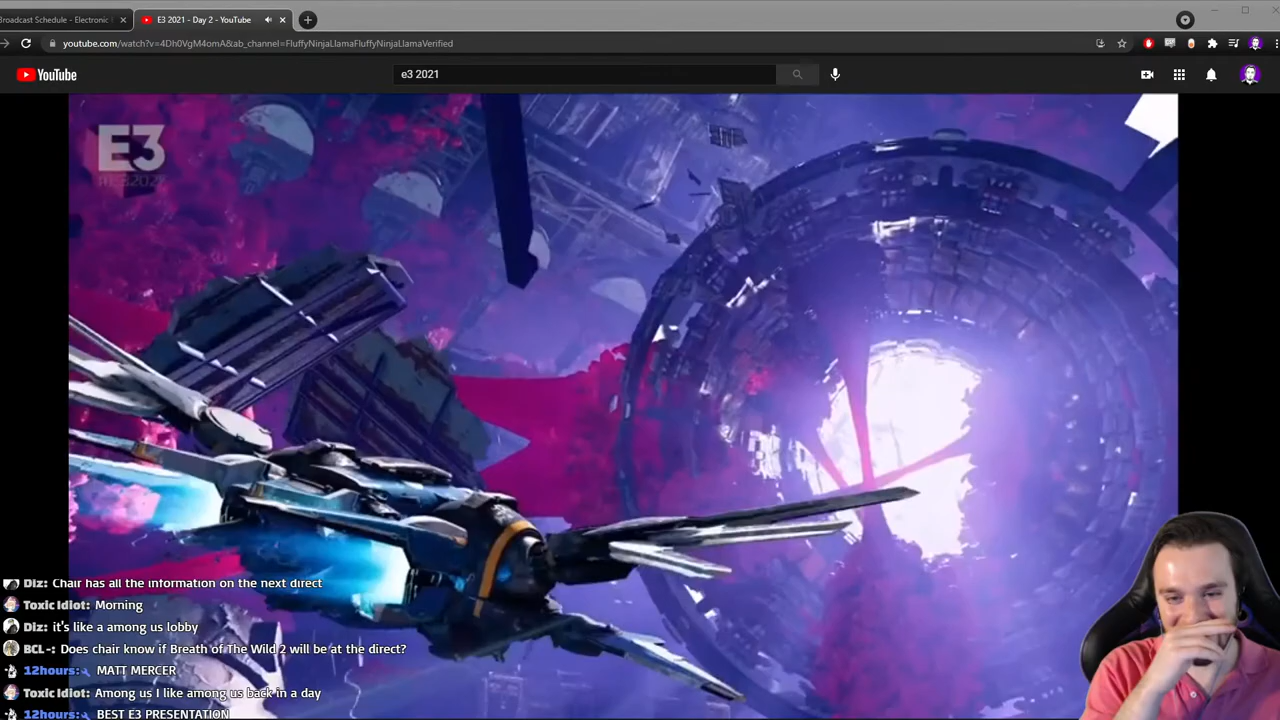 Broadcast Schedule - Electronic
E3 2021 - Day 2 - YouTube
youtube.com/watch?v=4Dh0VgM4omA&ab_channel=FluffyNinjaLlamaFluffyNinjaLlamaVerified
YouTube
e3 2021
E3
Diz: Chair has all the information on the next direct
Toxic Idiot: Morning
Diz: it's like a among us lobby
BCL-: Does chair know if Breath of The Wild 2 will be at the direct?
12hours: MATT MERCER
Toxic Idiot: Among us I like among us back in a day
12hours: BEST E3 PRESENTATION